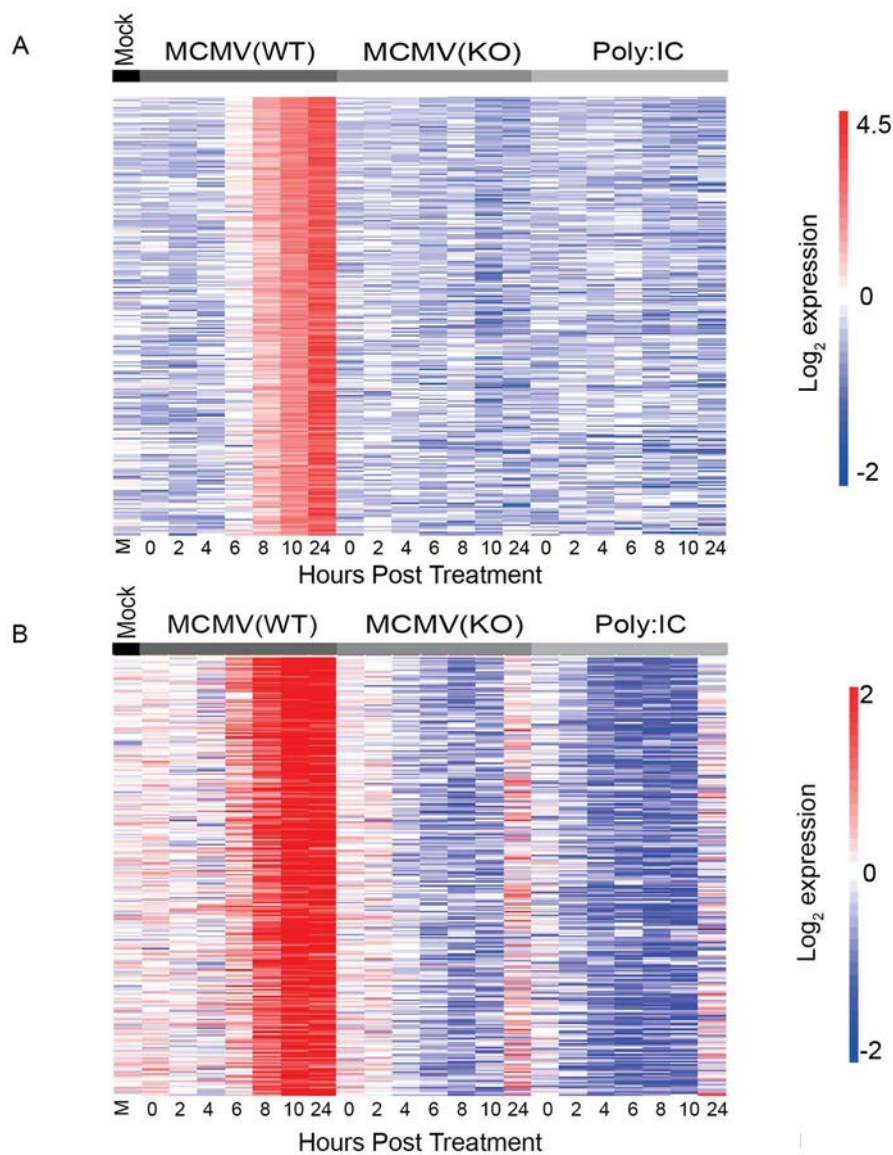 A
Mock
MCMV(WT)
MCMV(KO)
Poly:IC
4.5
0
-2
Log2 expression
M 0 2 4 6 8 10 24 0 2 4 6 8 10 24 0 2 4 6 8 10 24
Hours Post Treatment
B
Mock
MCMV(WT)
MCMV(KO)
Poly:IC
2
0
-2
Log2 expression
M 0 2 4 6 8 10 24 0 2 4 6 8 10 24 0 2 4 6 8 10 24
Hours Post Treatment